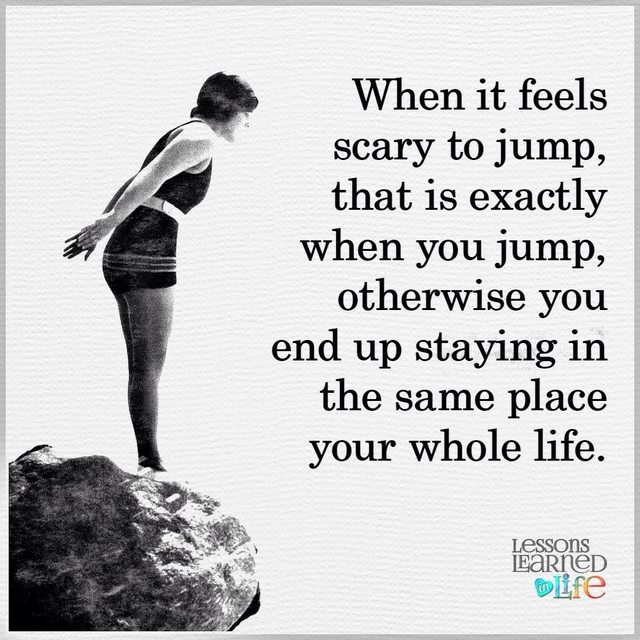 When it feels
scary to jump,
that is exactly
when you jump,
otherwise you
end up staying in
the same place
your whole life.
Lessons
Learned
in Life